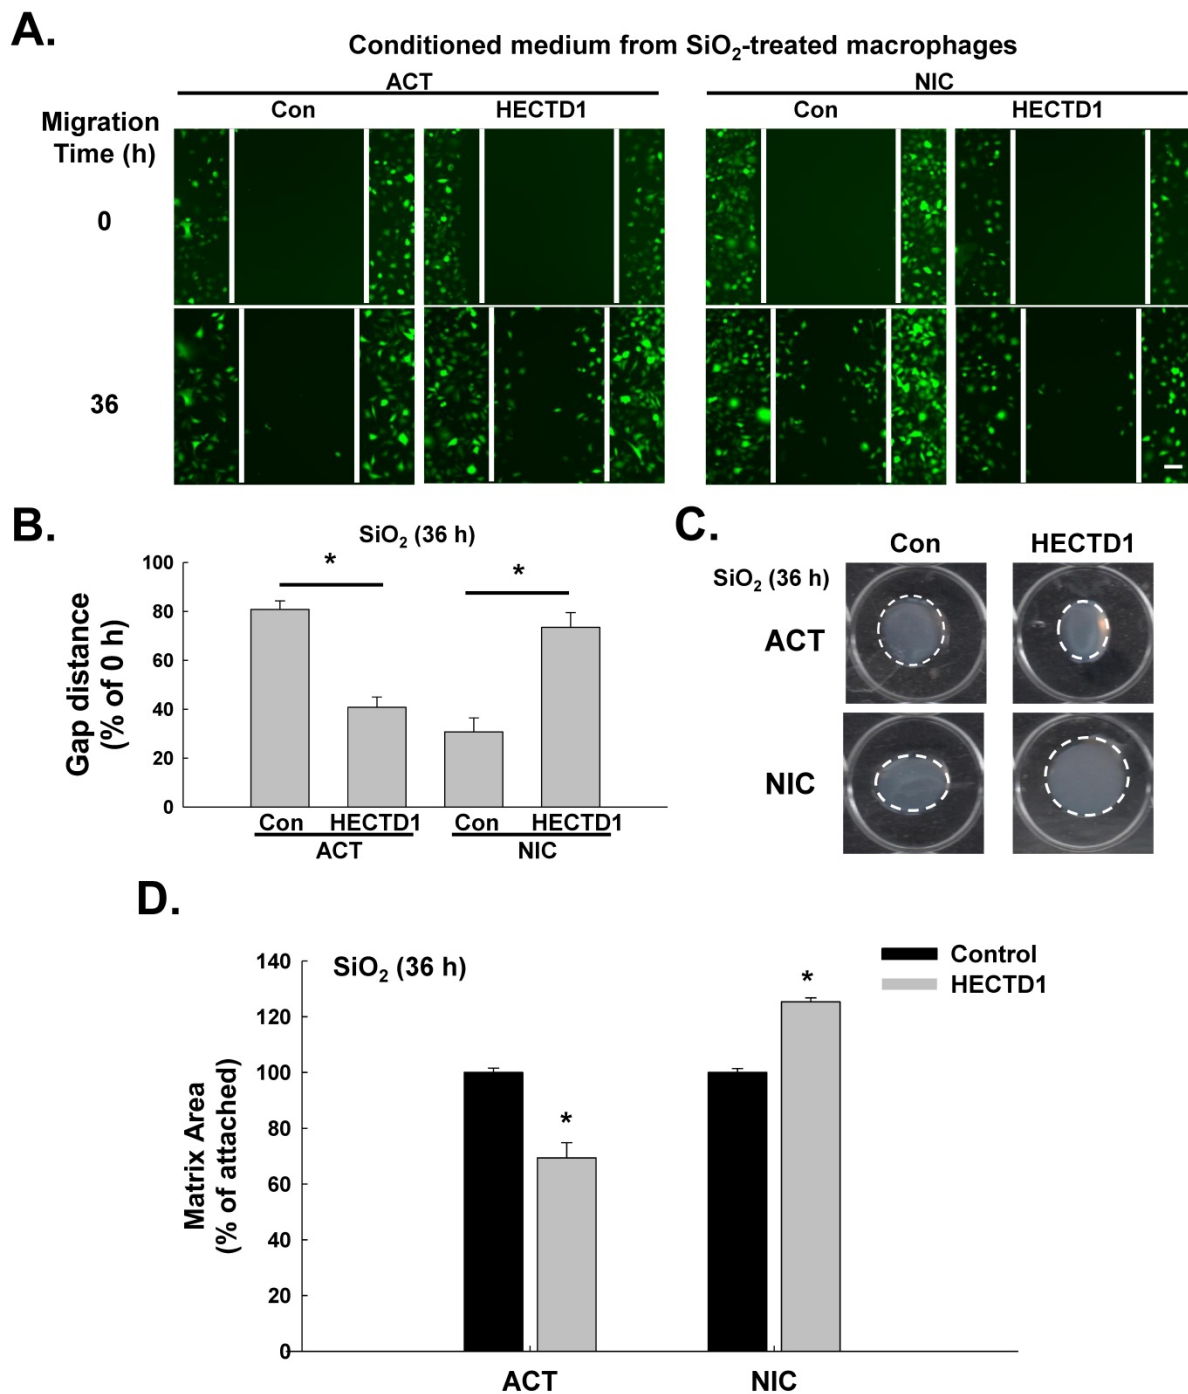 A.
Conditioned medium from SiO₂-treated macrophages
ACT
NIC
Con
HECTD1
Con
HECTD1
Migration
Time (h)
0
36
B.
SiO₂ (36 h)
*
*
Gap distance
(% of 0 h)
100
80
60
40
20
0
Con
HECTD1
Con
HECTD1
ACT
NIC
C.
Con
HECTD1
SiO₂ (36 h)
ACT
NIC
D.
SiO₂ (36 h)
Control
HECTD1
*
*
Matrix Area
(% of attached)
140
120
100
80
60
40
20
0
ACT
NIC